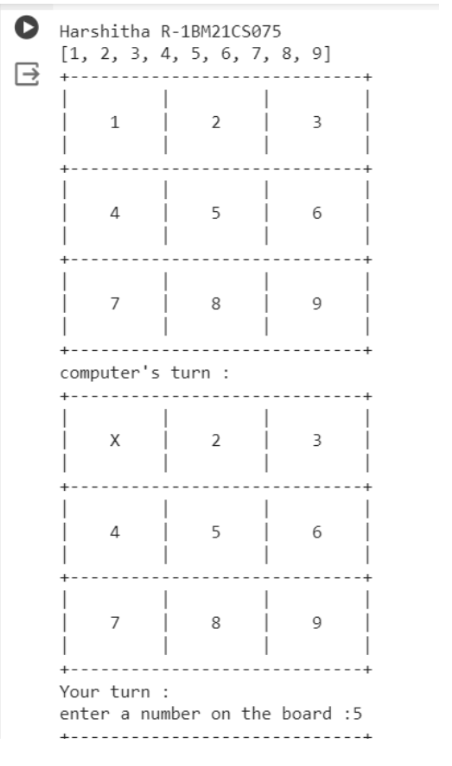 Harshitha R-1BM21CS075
[1, 2, 3, 4, 5, 6, 7, 8, 9]
+-----------------------------+
|         |         |         |
|    1    |    2    |    3    |
|         |         |         |
+-----------------------------+
|         |         |         |
|    4    |    5    |    6    |
|         |         |         |
+-----------------------------+
|         |         |         |
|    7    |    8    |    9    |
|         |         |         |
+-----------------------------+
computer's turn :
+-----------------------------+
|         |         |         |
|    X    |    2    |    3    |
|         |         |         |
+-----------------------------+
|         |         |         |
|    4    |    5    |    6    |
|         |         |         |
+-----------------------------+
|         |         |         |
|    7    |    8    |    9    |
|         |         |         |
+-----------------------------+
Your turn :
enter a number on the board :5
+-----------------------------+